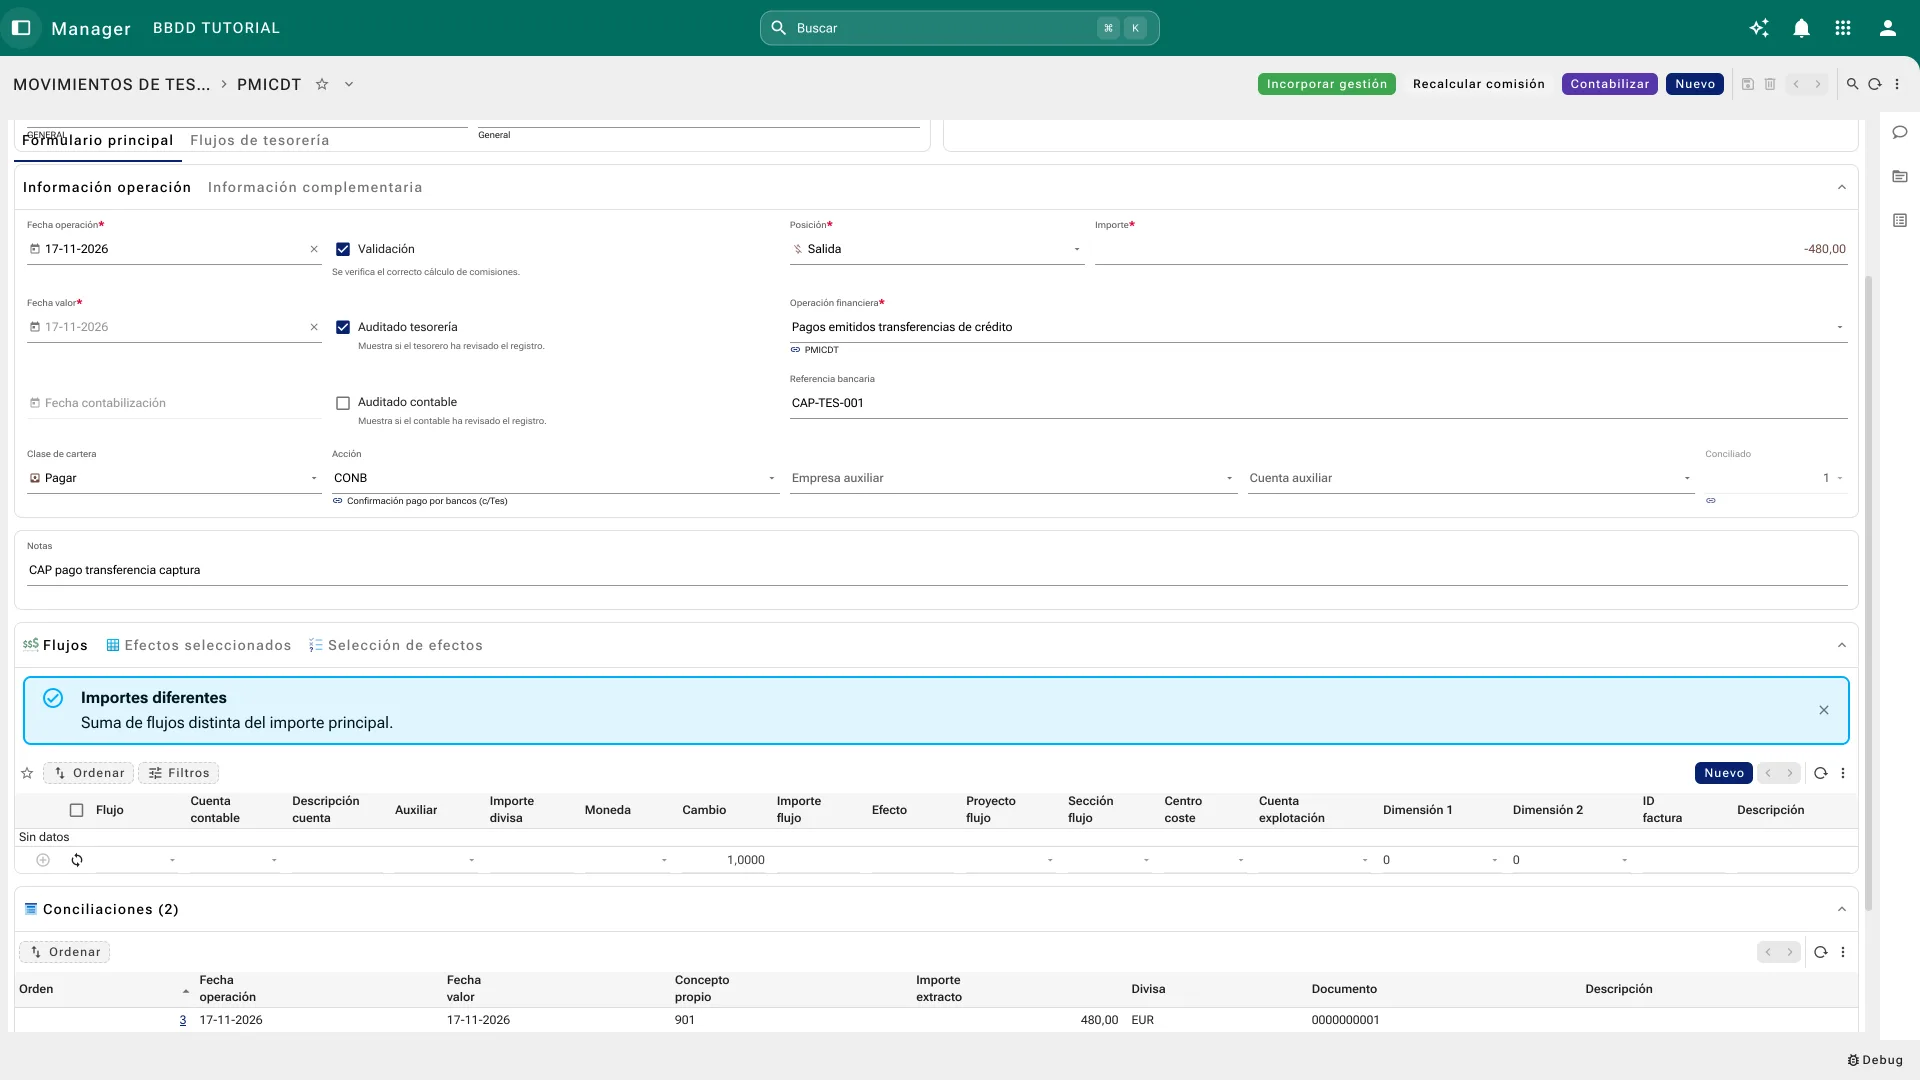 Manager BBDD TUTORIAL Buscar ⌘ K
MOVIMIENTOS DE TES... > PMICDT Incorporar gestión Recalcular comisión Contabilizar Nuevo
GENERAL General
Formulario principal Flujos de tesorería
Información operación Información complementaria
Fecha operación* Posición* Importe*
17-11-2026 Validación Salida -480,00
Se verifica el correcto cálculo de comisiones.
Fecha valor* Operación financiera*
17-11-2026 Auditado tesorería Pagos emitidos transferencias de crédito
Muestra si el tesorero ha revisado el registro. PMICDT
Referencia bancaria
Fecha contabilización Auditado contable CAP-TES-001
Muestra si el contable ha revisado el registro.
Clase de cartera Acción Conciliado
Pagar CONB Empresa auxiliar Cuenta auxiliar 1
Confirmación pago por bancos (c/Tes)
Notas
CAP pago transferencia captura
$$$ Flujos Efectos seleccionados Selección de efectos
Importes diferentes
Suma de flujos distinta del importe principal.
Ordenar Filtros Nuevo
Flujo Cuenta contable Descripción cuenta Auxiliar Importe divisa Moneda Cambio Importe flujo Efecto Proyecto flujo Sección flujo Centro coste Cuenta explotación Dimensión 1 Dimensión 2 ID factura Descripción
Sin datos
1,0000 0 0
Conciliaciones (2)
Ordenar
Orden Fecha operación Fecha valor Concepto propio Importe extracto Divisa Documento Descripción
3 17-11-2026 17-11-2026 901 480,00 EUR 0000000001
Debug